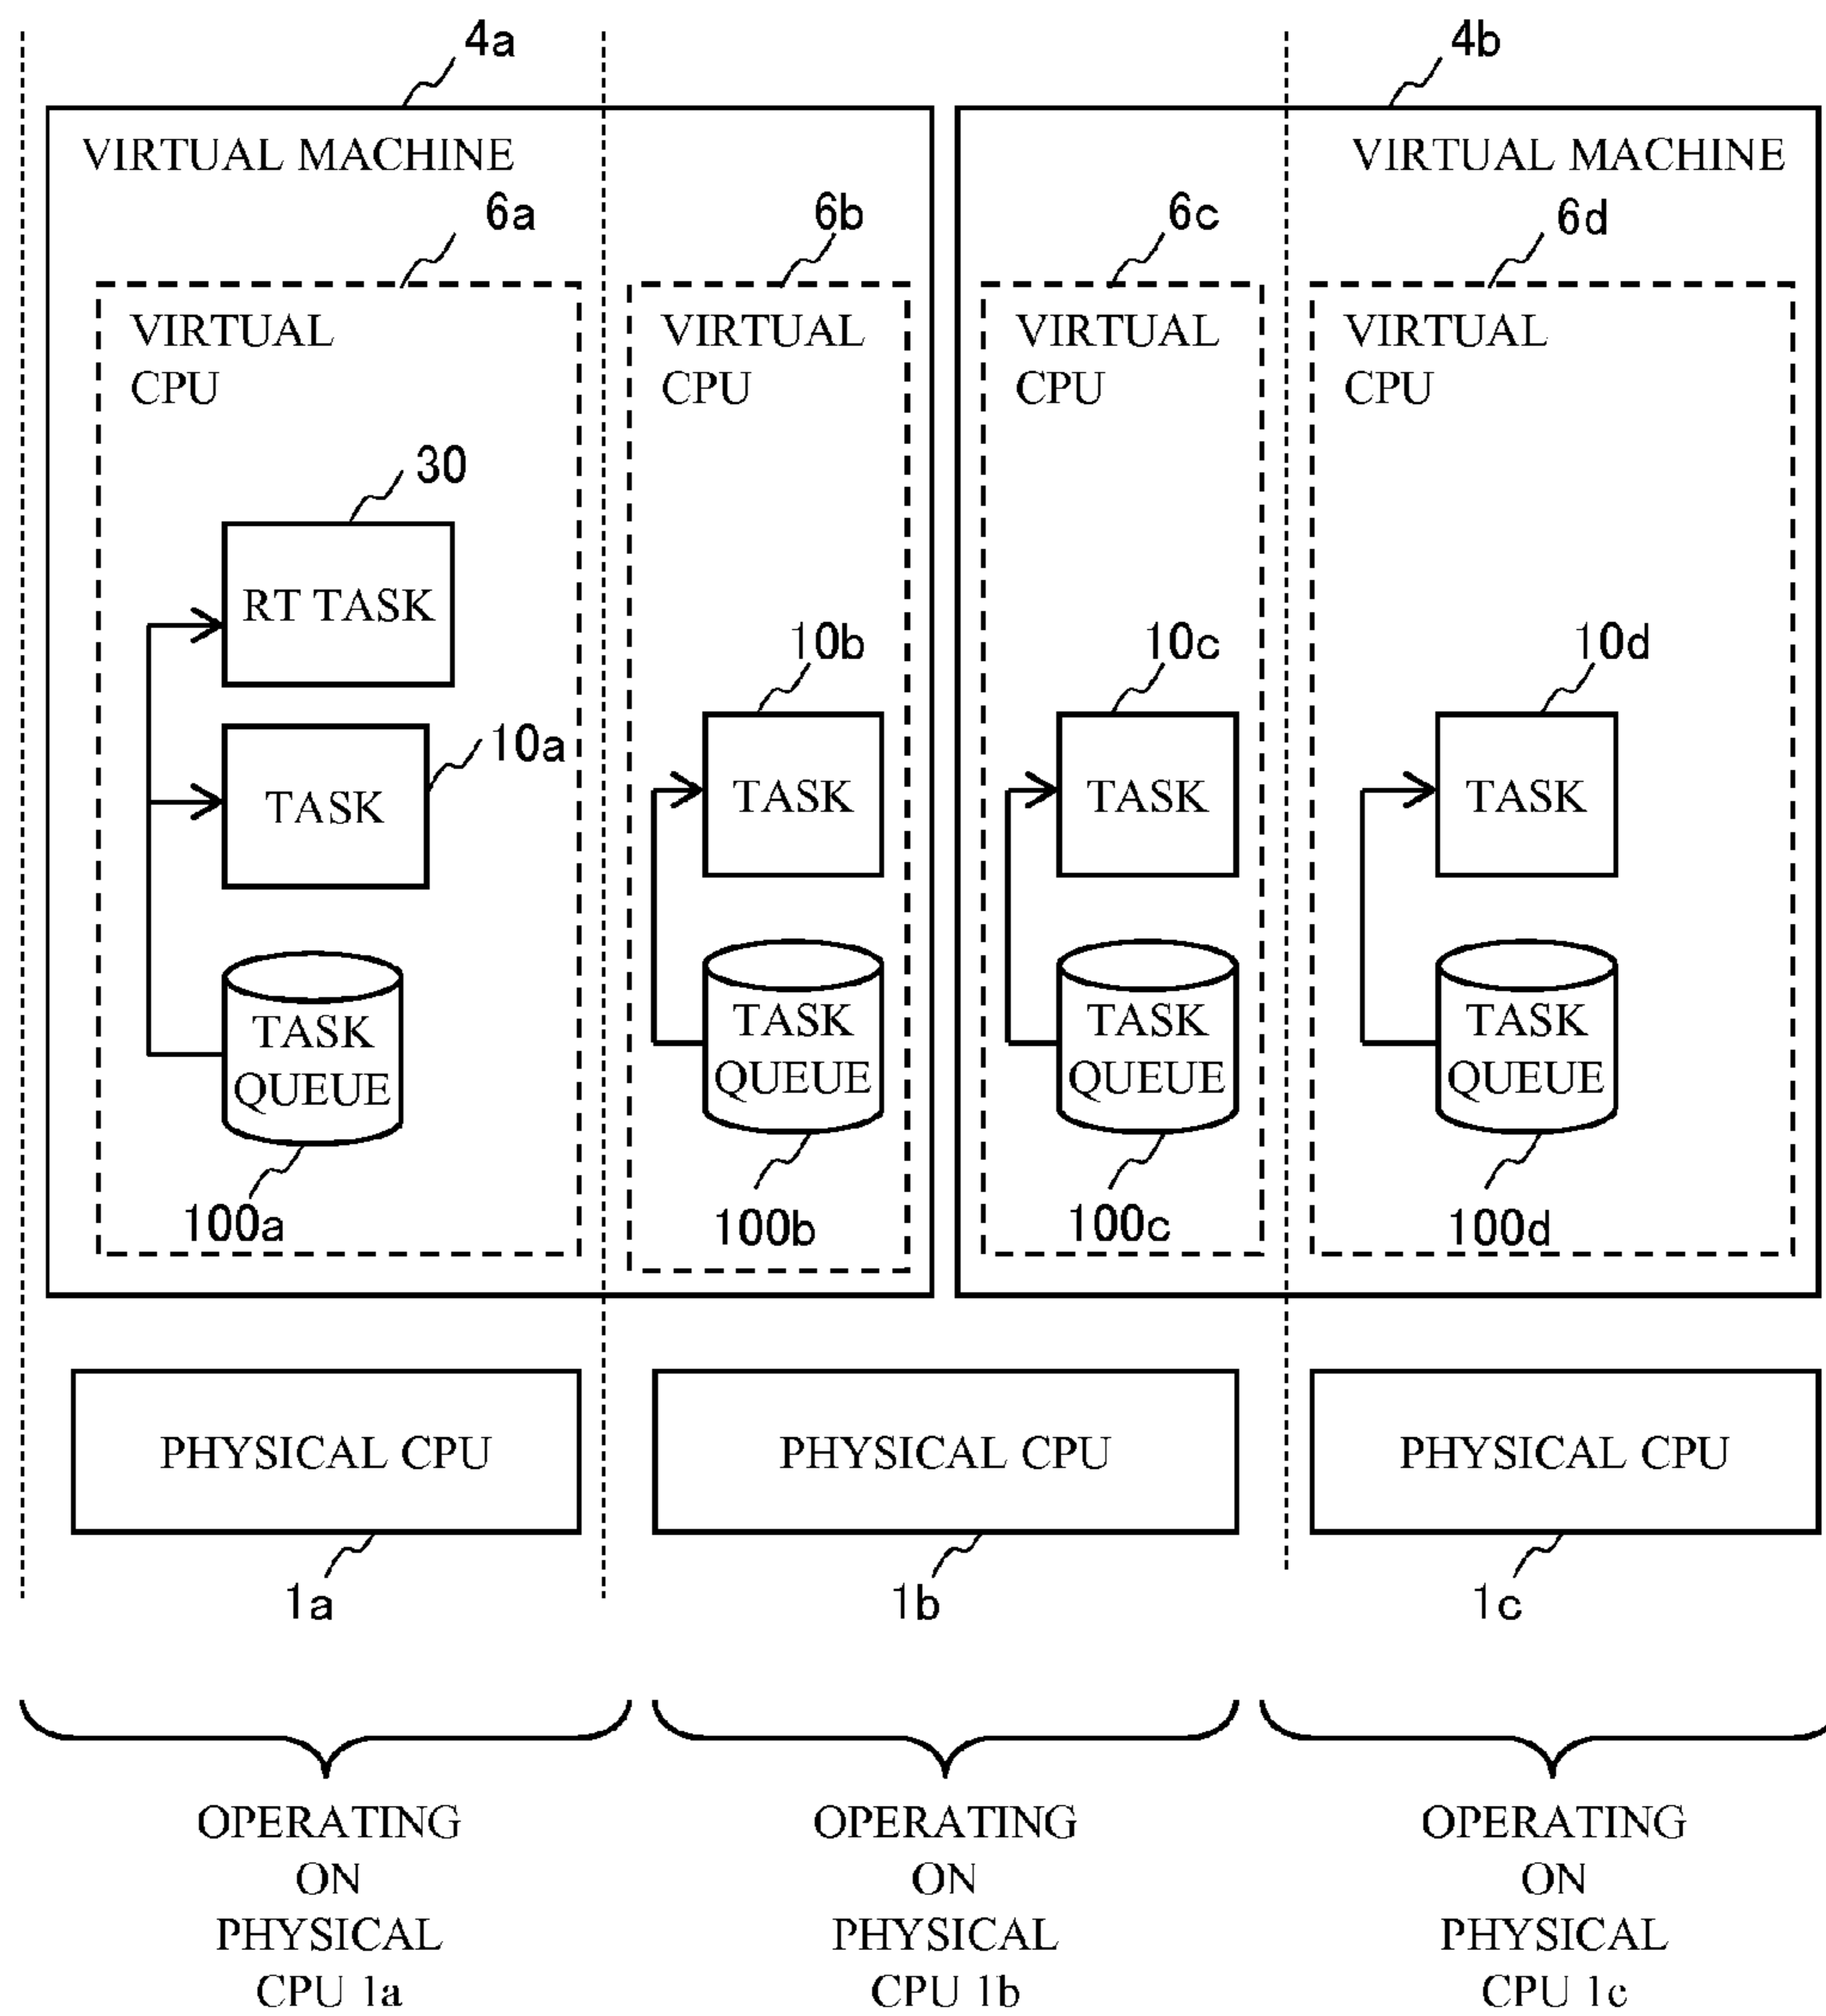 4a
4b
VIRTUAL MACHINE
VIRTUAL MACHINE
6a
6b
6c
6d
VIRTUAL
CPU
VIRTUAL
CPU
VIRTUAL
CPU
VIRTUAL
CPU
30
RT TASK
10a
TASK
10b
TASK
10c
TASK
10d
TASK
TASK
QUEUE
100a
TASK
QUEUE
100b
TASK
QUEUE
100c
TASK
QUEUE
100d
PHYSICAL CPU
PHYSICAL CPU
PHYSICAL CPU
1a
1b
1c
OPERATING
ON
PHYSICAL
CPU 1a
OPERATING
ON
PHYSICAL
CPU 1b
OPERATING
ON
PHYSICAL
CPU 1c